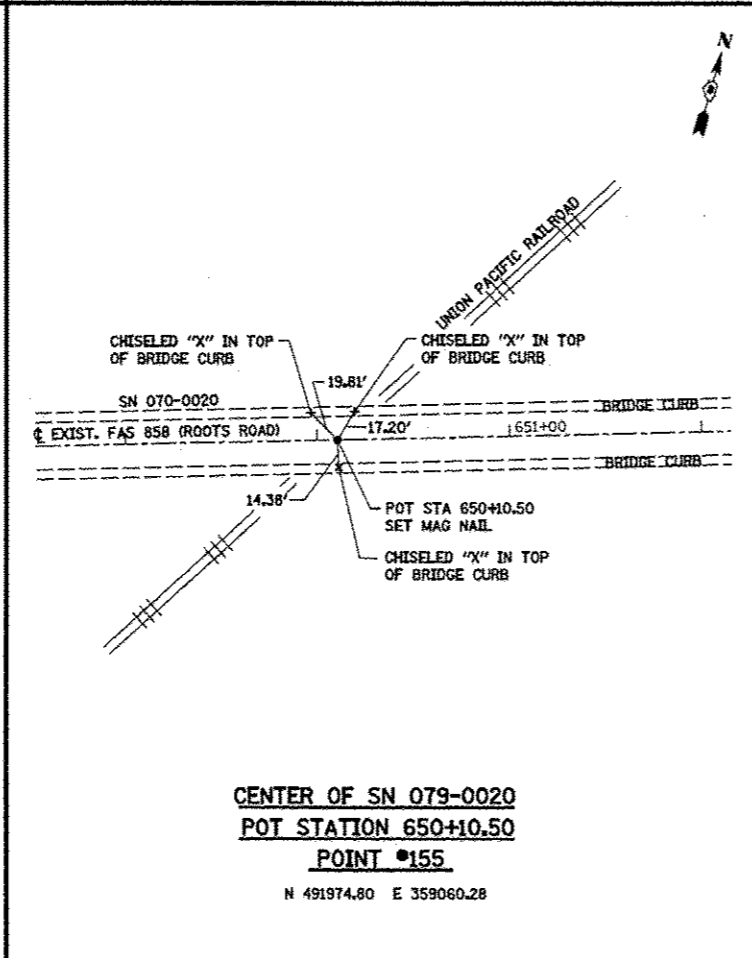 N
UNION PACIFIC RAILROAD
CHISELED "X" IN TOP
OF BRIDGE CURB
CHISELED "X" IN TOP
OF BRIDGE CURB
19.81'
SN 070-0020
BRIDGE CURB
℄ EXIST. FAS 858 (ROOTS ROAD)
17.20'
651+00
BRIDGE CURB
14.38'
POT STA 650+10.50
SET MAG NAIL
CHISELED "X" IN TOP
OF BRIDGE CURB
CENTER OF SN 079-0020
POT STATION 650+10.50
POINT #155
N 491974.80 E 359060.28